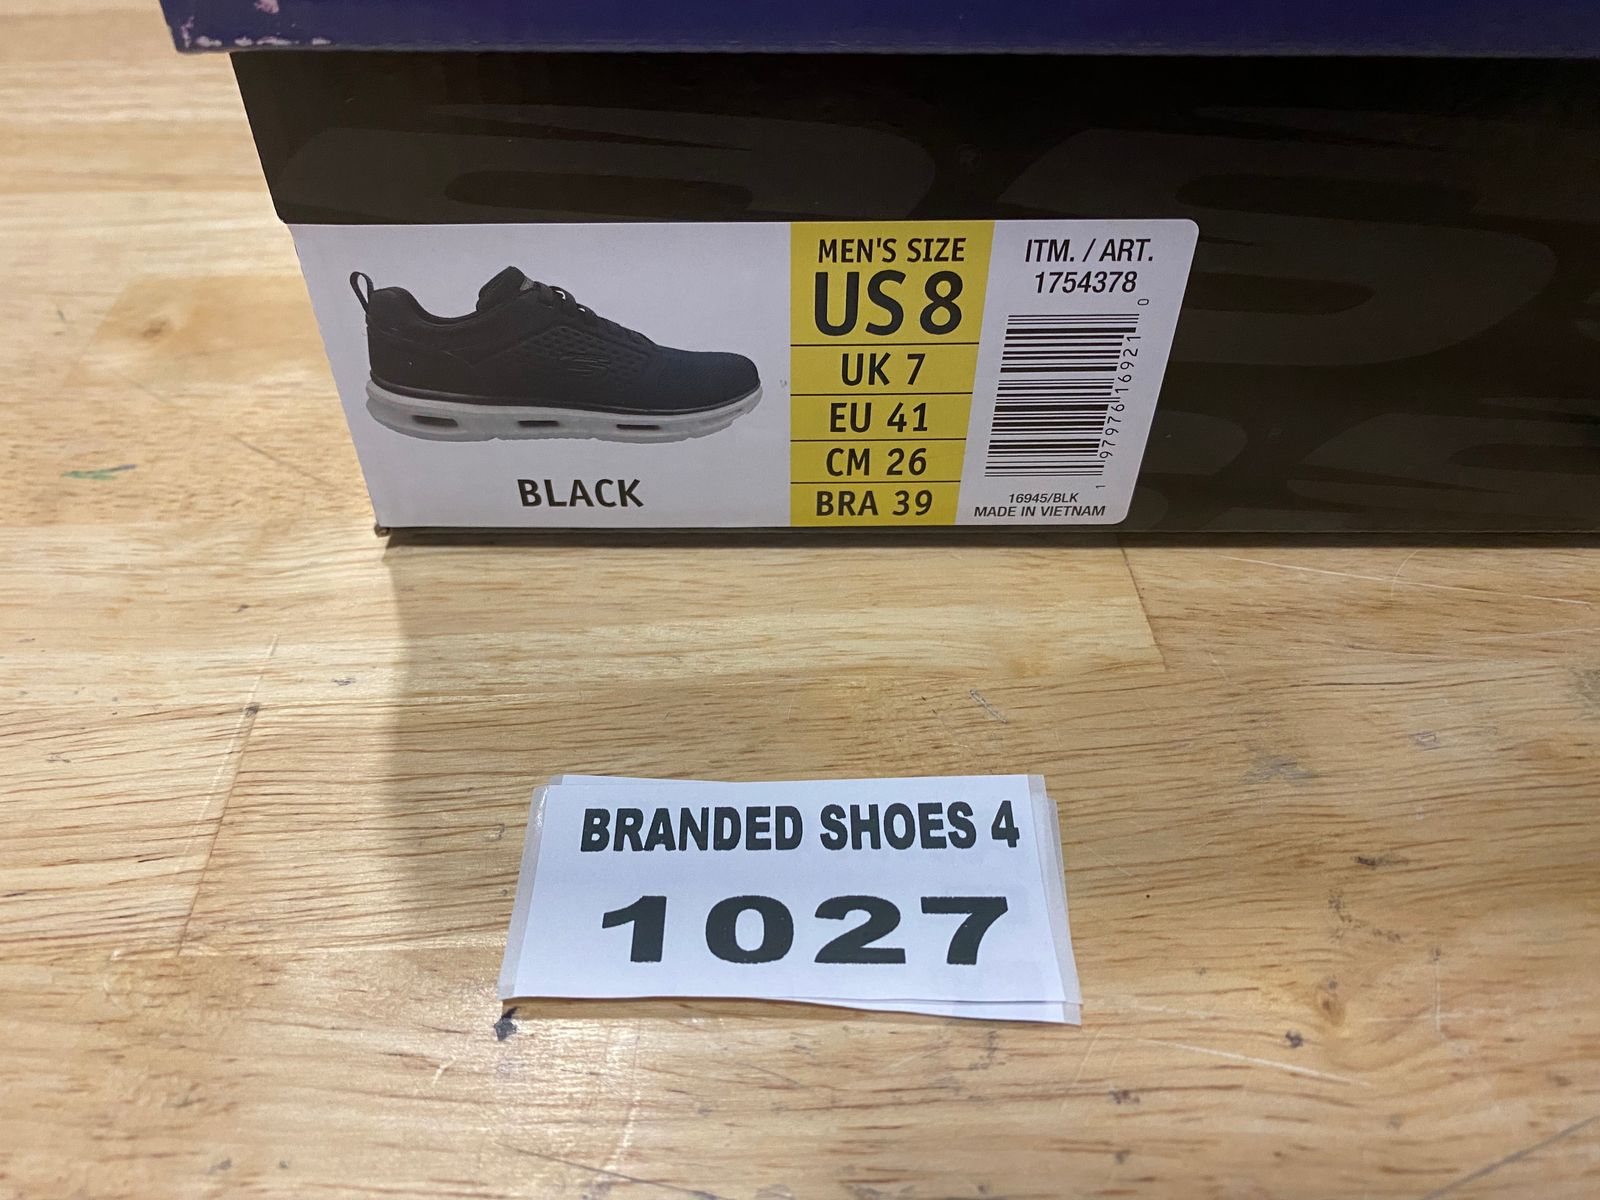 MEN'S SIZE
US 8
UK 7
EU 41
CM 26
BRA 39
BLACK
ITM. / ART.
1754378
1 97976 16921 0
16945/BLK
MADE IN VIETNAM
BRANDED SHOES 4
1027